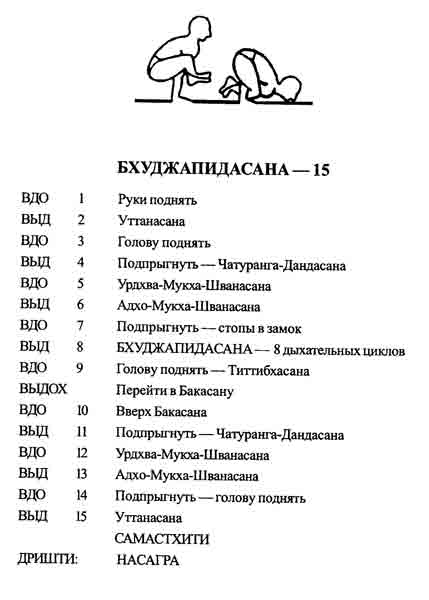 БХУДЖАПИДАСАНА — 15
ВДО 1 Руки поднять
ВЫД 2 Уттанасана
ВДО 3 Голову поднять
ВЫД 4 Подпрыгнуть — Чатуранга-Дандасана
ВДО 5 Урдхва-Мукха-Шванасана
ВЫД 6 Адхо-Мукха-Шванасана
ВДО 7 Подпрыгнуть — стопы в замок
ВЫД 8 БХУДЖАПИДАСАНА — 8 дыхательных циклов
ВДО 9 Голову поднять — Титтибхасана
ВЫДОХ Перейти в Бакасану
ВДО 10 Вверх Бакасана
ВЫД 11 Подпрыгнуть — Чатуранга-Дандасана
ВДО 12 Урдхва-Мукха-Шванасана
ВЫД 13 Адхо-Мукха-Шванасана
ВДО 14 Подпрыгнуть — голову поднять
ВЫД 15 Уттанасана
САМАСТХИТИ
ДРИШТИ: НАСАГРА